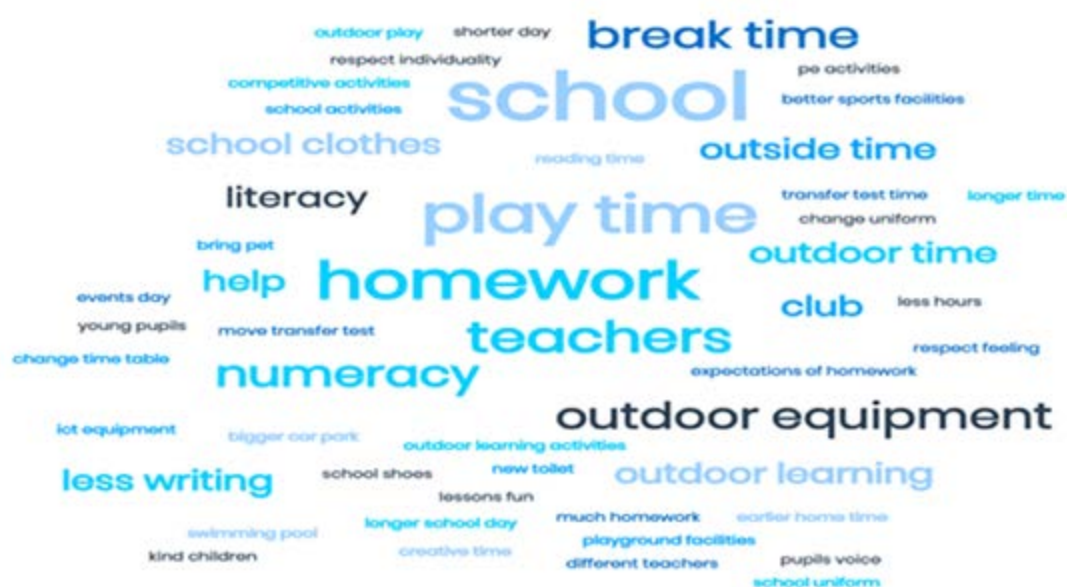 outdoor play
shorter day
break time
respect individuality
pe activities
competitive activities
school
better sports facilities
school activities
school clothes
reading time
outside time
literacy
play time
transfer test time
longer time
change uniform
bring pet
outdoor time
help
homework
events day
club
less hours
young pupils
move transfer test
teachers
respect feeling
change time table
numeracy
expectations of homework
outdoor equipment
ict equipment
bigger car park
outdoor learning activities
less writing
school shoes
new toilet
outdoor learning
lessons fun
longer school day
much homework
earlier home time
swimming pool
playground facilities
kind children
creative time
different teachers
pupils voice
school uniform